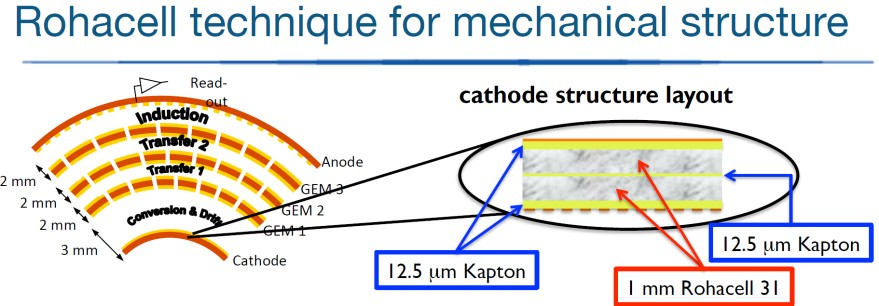 Rohacell technique for mechanical structure
Read-
out
cathode structure layout
Induction
Transfer 2
Transfer 1
Conversion & Drift
Anode
GEM 3
GEM 2
GEM 1
Cathode
2 mm
2 mm
2 mm
3 mm
12.5 μm Kapton
12.5 μm Kapton
1 mm Rohacell 31